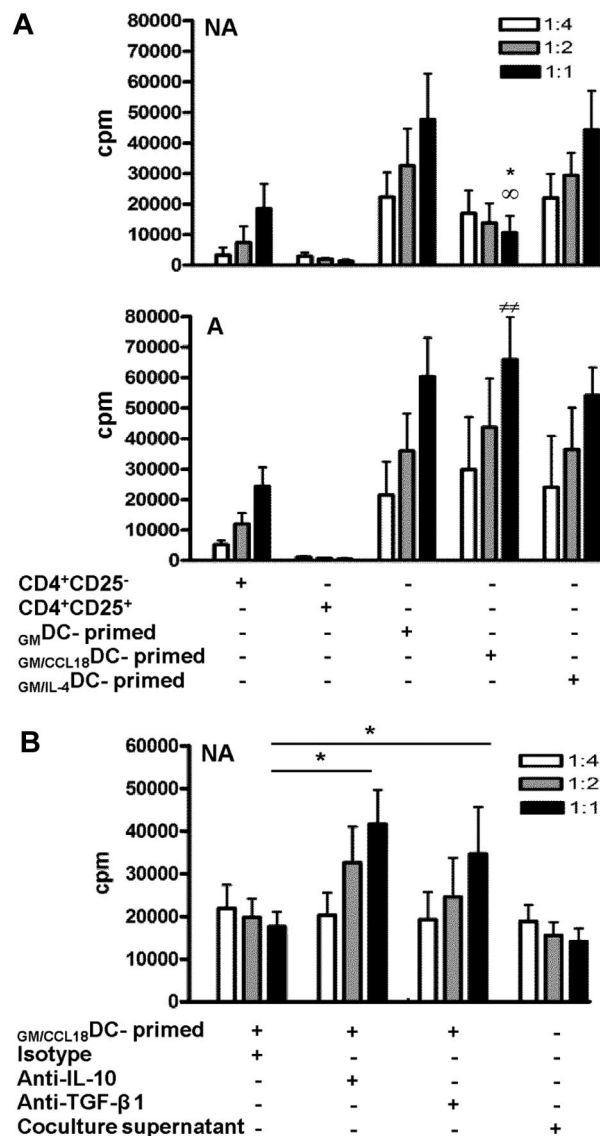 A
NA
1:4
1:2
1:1
80000
70000
60000
50000
40000
30000
20000
10000
0
cpm
*
∞
A
80000
70000
60000
50000
40000
30000
20000
10000
0
cpm
≠≠
CD4+CD25- + - - - -
CD4+CD25+ - + - - -
GMDC- primed - - + - -
GM/CCL18DC- primed - - - + -
GM/IL-4DC- primed - - - - +
B
NA
*
*
1:4
1:2
1:1
60000
50000
40000
30000
20000
10000
0
cpm
GM/CCL18DC- primed + + + -
Isotype + - - -
Anti-IL-10 - + - -
Anti-TGF-β1 - - + -
Coculture supernatant - - - +